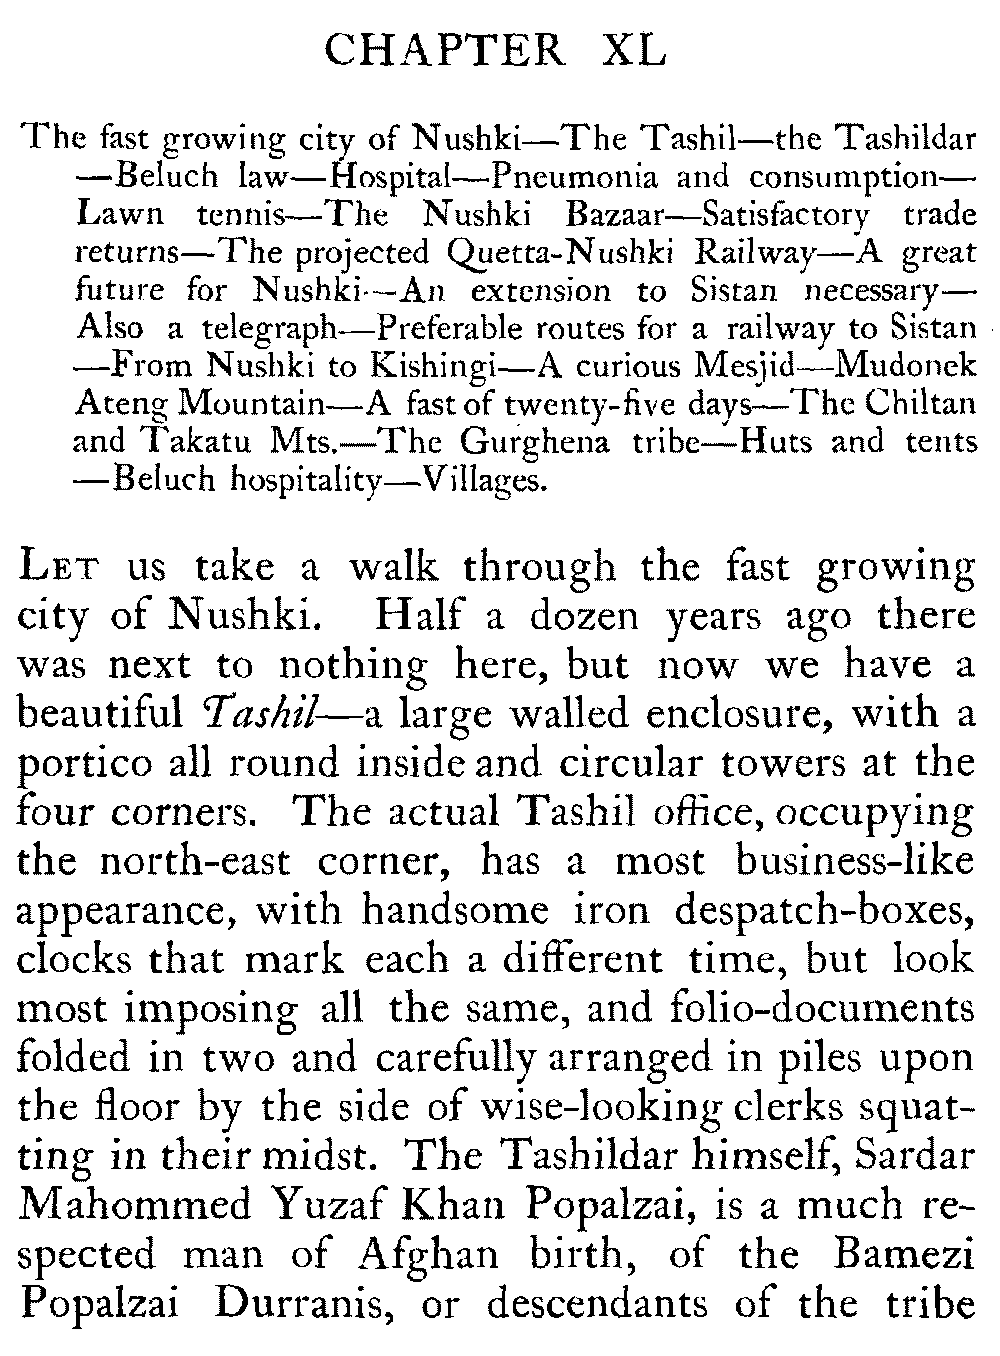 CHAPTER XL
The fast growing city of Nushki—The Tashil—the Tashildar
—Beluch law—Hospital—Pneumonia and consumption—
Lawn tennis—The Nushki Bazaar—Satisfactory trade
returns—The projected Quetta-Nushki Railway—A great
future for Nushki—An extension to Sistan necessary—
Also a telegraph—Preferable routes for a railway to Sistan
—From Nushki to Kishingi—A curious Mesjid—Mudonek
Ateng Mountain—A fast of twenty-five days—The Chiltan
and Takatu Mts.—The Gurghena tribe—Huts and tents
—Beluch hospitality—Villages.
LET us take a walk through the fast growing
city of Nushki. Half a dozen years ago there
was next to nothing here, but now we have a
beautiful Tashil—a large walled enclosure, with a
portico all round inside and circular towers at the
four corners. The actual Tashil office, occupying
the north-east corner, has a most business-like
appearance, with handsome iron despatch-boxes,
clocks that mark each a different time, but look
most imposing all the same, and folio-documents
folded in two and carefully arranged in piles upon
the floor by the side of wise-looking clerks squat-
ting in their midst. The Tashildar himself, Sardar
Mahommed Yuzaf Khan Popalzai, is a much re-
spected man of Afghan birth, of the Bamezi
Popalzai Durranis, or descendants of the tribe